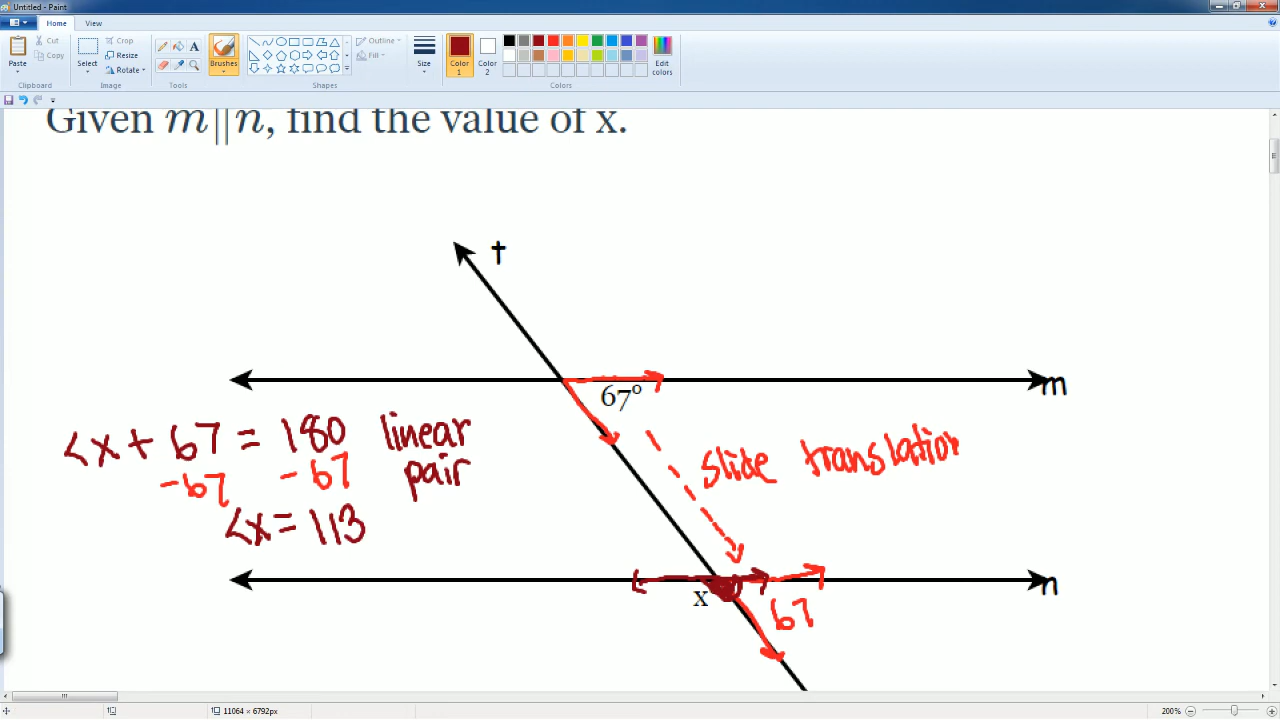 Untitled - Paint
Home
View
Paste
Cut
Copy
Clipboard
Select
Crop
Resize
Rotate
Image
A
Tools
Brushes
Outline
Fill
Shapes
Size
Color 1
Color 2
Edit colors
Colors
Given m||n, find the value of x.
t
67°
m
<x + 67 = 180 linear pair
-67 -67
<x = 113
slide translation
n
x
67
11064 × 6792px
200%